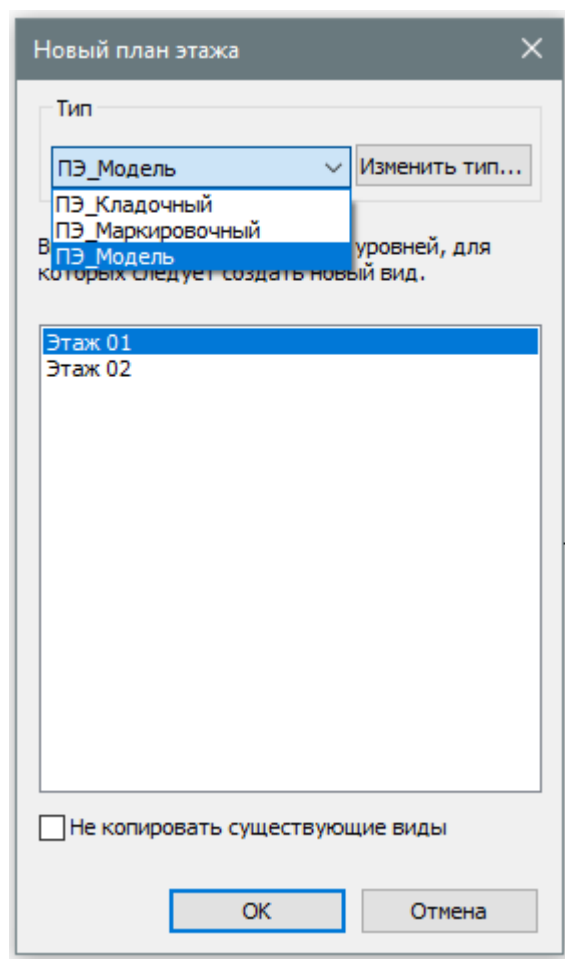 Новый план этажа
Тип
ПЭ_Модель
Изменить тип...
ПЭ_Кладочный
ПЭ_Маркировочный
ПЭ_Модель
уровней, для
которых следует создать новый вид.
Этаж 01
Этаж 02
Не копировать существующие виды
OK
Отмена